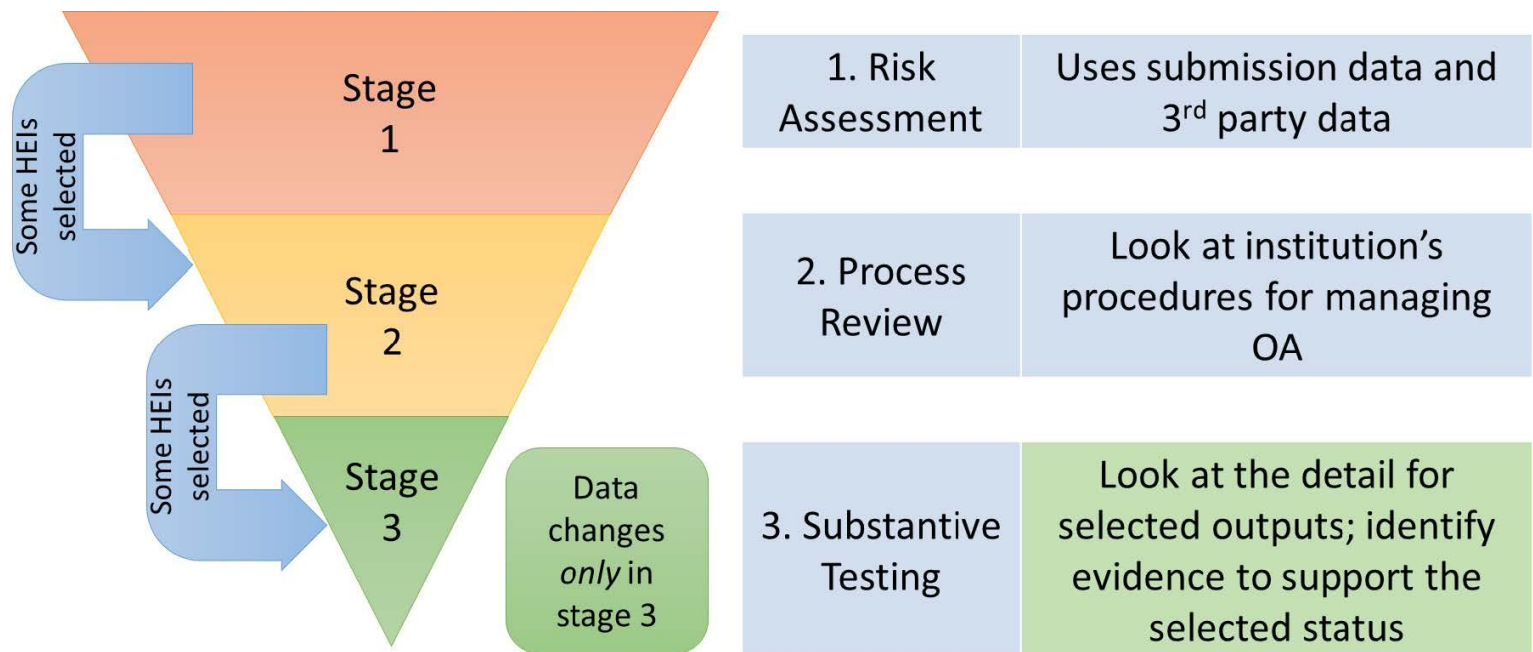 Stage
1
Some HEIs
selected
Stage
2
Some HEIs
selected
Stage
3
Data
changes
only in
stage 3
1. Risk
Assessment
Uses submission data and
3rd party data
2. Process
Review
Look at institution’s
procedures for managing
OA
3. Substantive
Testing
Look at the detail for
selected outputs; identify
evidence to support the
selected status